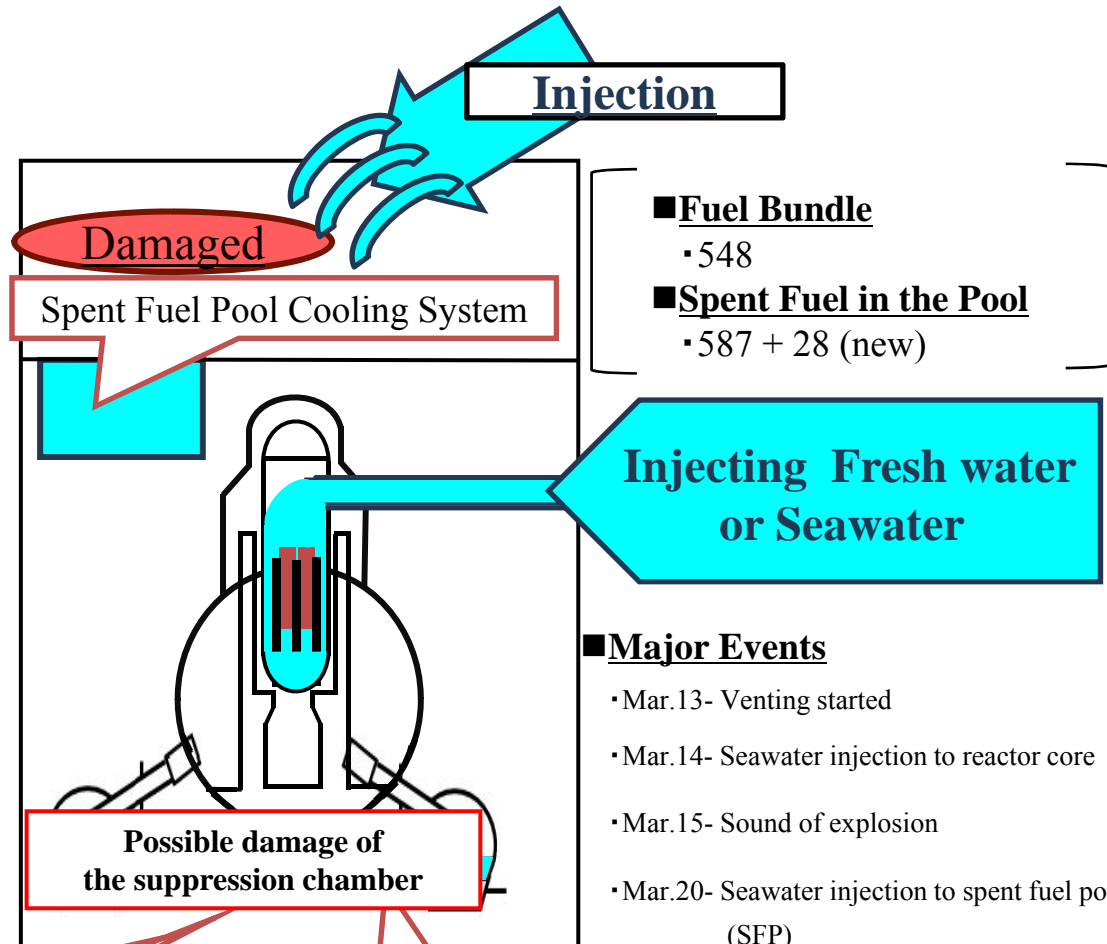 Injection
Damaged
Spent Fuel Pool Cooling System
■Fuel Bundle
・548
■Spent Fuel in the Pool
・587 + 28 (new)
Injecting Fresh water
or Seawater
■Major Events
・Mar.13- Venting started
・Mar.14- Seawater injection to reactor core
・Mar.15- Sound of explosion
・Mar.20- Seawater injection to spent fuel po
(SFP)
Possible damage of
the suppression chamber